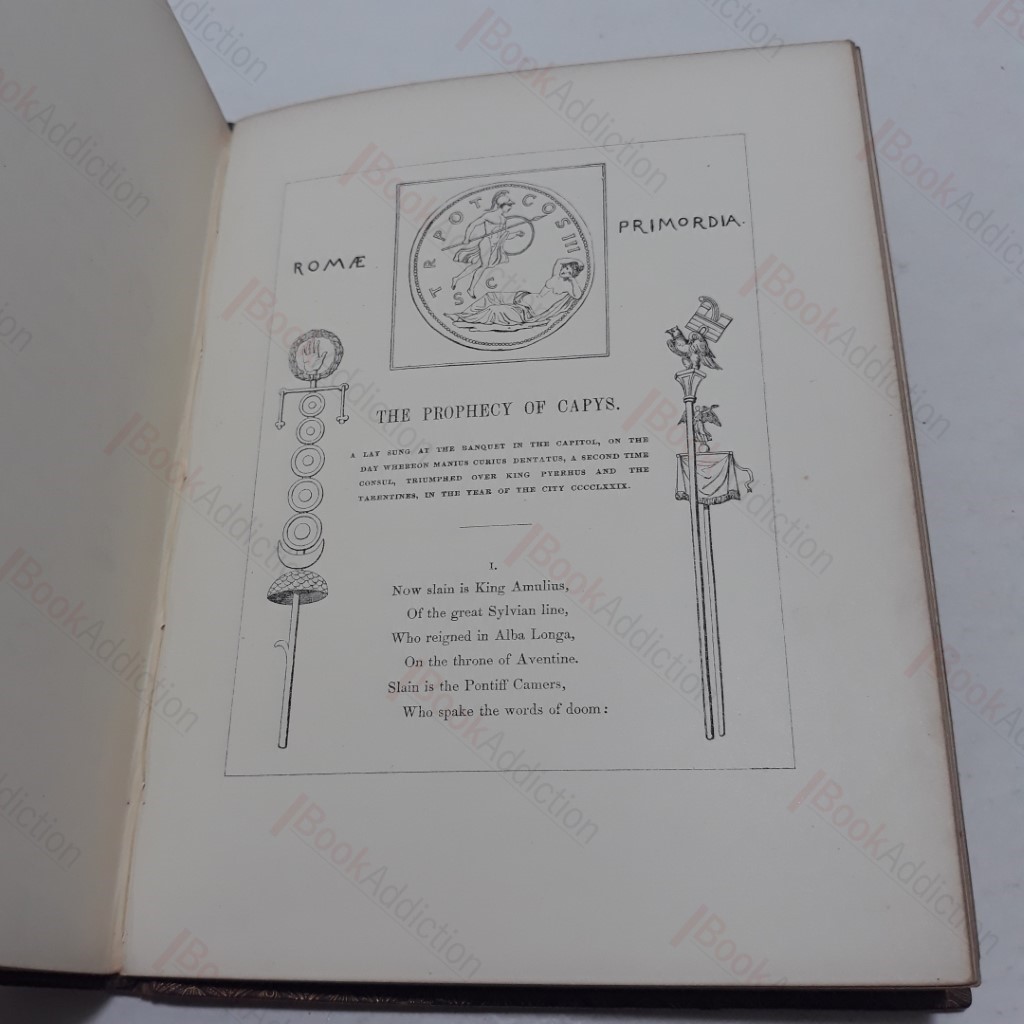 ROMÆ
TR POT COS III
S C
PRIMORDIA.
THE PROPHECY OF CAPYS.
A LAY SUNG AT THE BANQUET IN THE CAPITOL, ON THE
DAY WHEREON MANIUS CURIUS DENTATUS, A SECOND TIME
CONSUL, TRIUMPHED OVER KING PYRRHUS AND THE
TARENTINES, IN THE YEAR OF THE CITY CCCCLXXIX.
I.
Now slain is King Amulius,
Of the great Sylvian line,
Who reigned in Alba Longa,
On the throne of Aventine.
Slain is the Pontiff Camers,
Who spake the words of doom:
BookAddiction